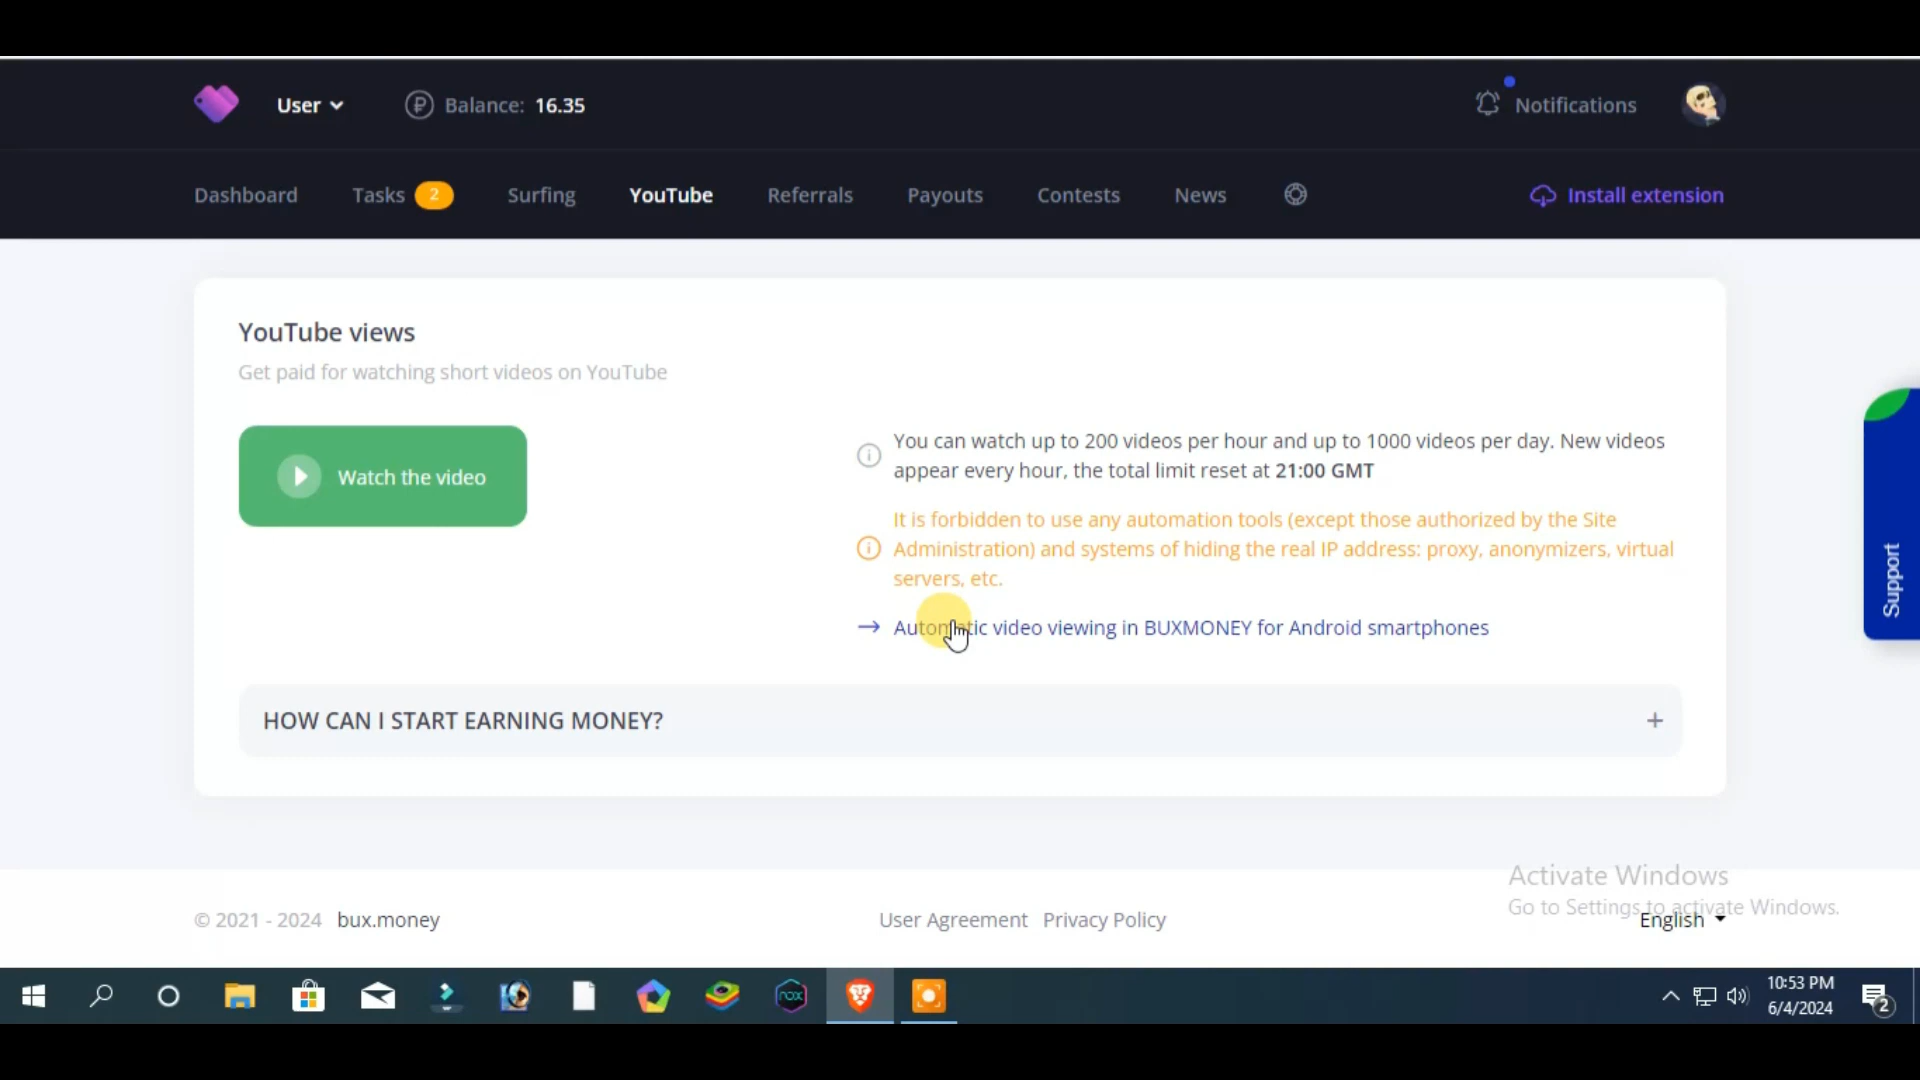 User
Balance: 16.35
Notifications
Dashboard
Tasks 2
Surfing
YouTube
Referrals
Payouts
Contests
News
Install extension
YouTube views
Get paid for watching short videos on YouTube
Watch the video
You can watch up to 200 videos per hour and up to 1000 videos per day. New videos
appear every hour, the total limit reset at 21:00 GMT
It is forbidden to use any automation tools (except those authorized by the Site
Administration) and systems of hiding the real IP address: proxy, anonymizers, virtual
servers, etc.
Automatic video viewing in BUXMONEY for Android smartphones
Support
HOW CAN I START EARNING MONEY?
Activate Windows
Go to Settings to activate Windows.
© 2021 - 2024 bux.money
User Agreement
Privacy Policy
English
nox
10:53 PM
6/4/2024
2